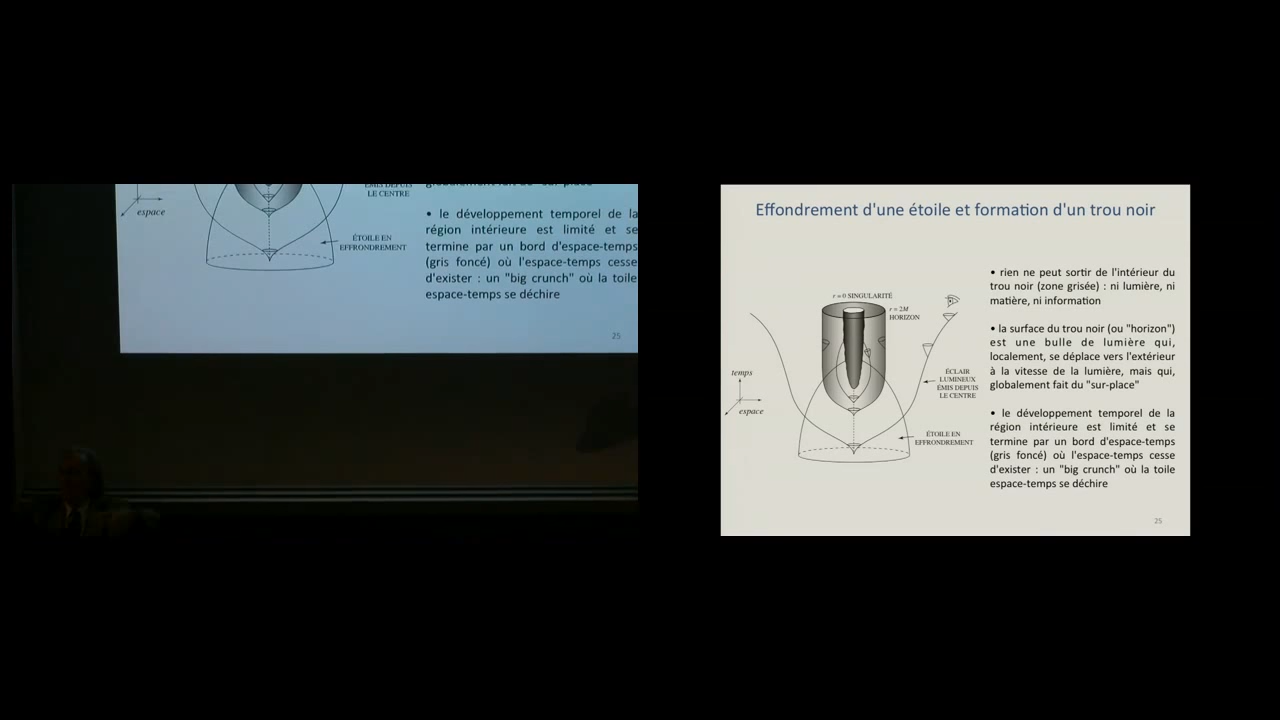 espace
ÉMIS DEPUIS
LE CENTRE
ÉTOILE EN
EFFRONDREMENT
globalement fait du "sur-place"
• le développement temporel de la
région intérieure est limité et se
termine par un bord d'espace-temps
(gris foncé) où l'espace-temps cesse
d'exister : un "big crunch" où la toile
espace-temps se déchire
25
Effondrement d'une étoile et formation d'un trou noir
r = 0 SINGULARITÉ
r = 2M
HORIZON
temps
espace
ÉCLAIR
LUMINEUX
ÉMIS DEPUIS
LE CENTRE
ÉTOILE EN
EFFRONDREMENT
• rien ne peut sortir de l'intérieur du
trou noir (zone grisée) : ni lumière, ni
matière, ni information
• la surface du trou noir (ou "horizon")
est une bulle de lumière qui,
localement, se déplace vers l'extérieur
à la vitesse de la lumière, mais qui,
globalement fait du "sur-place"
• le développement temporel de la
région intérieure est limité et se
termine par un bord d'espace-temps
(gris foncé) où l'espace-temps cesse
d'exister : un "big crunch" où la toile
espace-temps se déchire
25